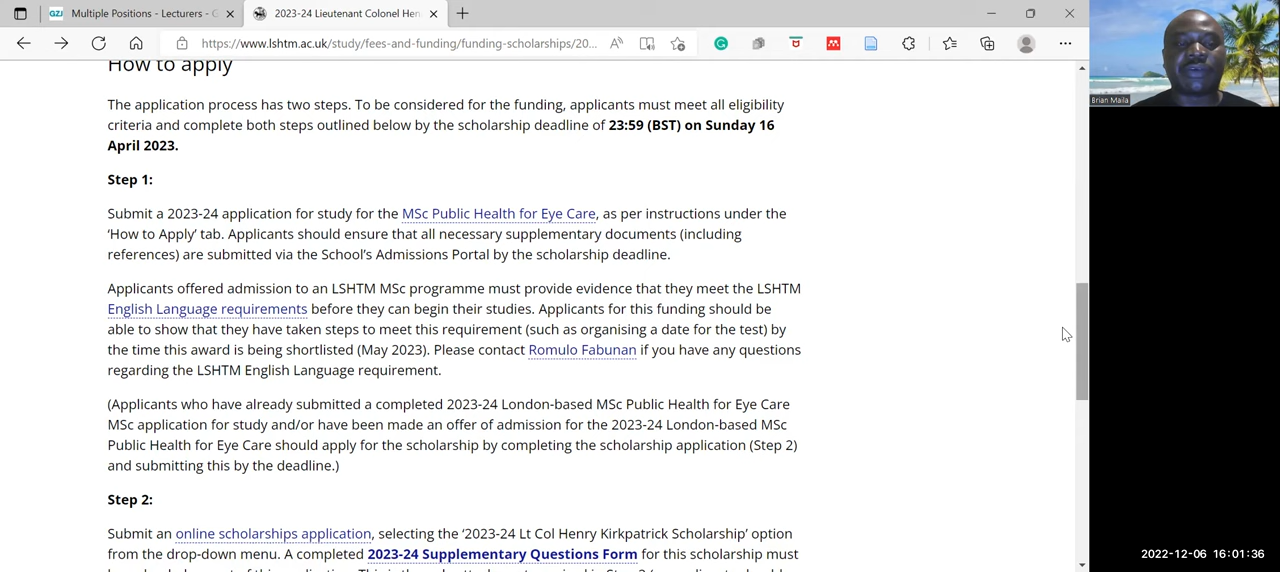 GZJ Multiple Positions - Lecturers - G
2023-24 Lieutenant Colonel Hen
https://www.lshtm.ac.uk/study/fees-and-funding/funding-scholarships/20...
Brian Maila
How to apply
The application process has two steps. To be considered for the funding, applicants must meet all eligibility
criteria and complete both steps outlined below by the scholarship deadline of 23:59 (BST) on Sunday 16
April 2023.
Step 1:
Submit a 2023-24 application for study for the MSc Public Health for Eye Care, as per instructions under the
‘How to Apply’ tab. Applicants should ensure that all necessary supplementary documents (including
references) are submitted via the School’s Admissions Portal by the scholarship deadline.
Applicants offered admission to an LSHTM MSc programme must provide evidence that they meet the LSHTM
English Language requirements before they can begin their studies. Applicants for this funding should be
able to show that they have taken steps to meet this requirement (such as organising a date for the test) by
the time this award is being shortlisted (May 2023). Please contact Romulo Fabunan if you have any questions
regarding the LSHTM English Language requirement.
(Applicants who have already submitted a completed 2023-24 London-based MSc Public Health for Eye Care
MSc application for study and/or have been made an offer of admission for the 2023-24 London-based MSc
Public Health for Eye Care should apply for the scholarship by completing the scholarship application (Step 2)
and submitting this by the deadline.)
Step 2:
Submit an online scholarships application, selecting the ‘2023-24 Lt Col Henry Kirkpatrick Scholarship’ option
from the drop-down menu. A completed 2023-24 Supplementary Questions Form for this scholarship must
2022-12-06 16:01:36